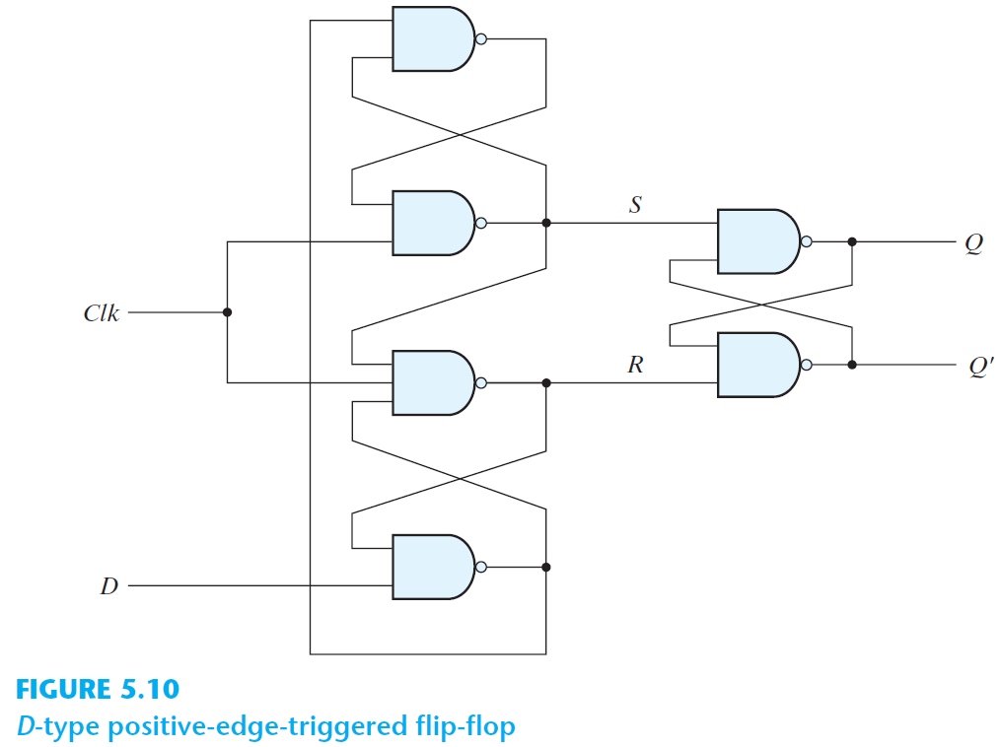 S
Q
Clk
R
Q′
D
FIGURE 5.10
D-type positive-edge-triggered flip-flop